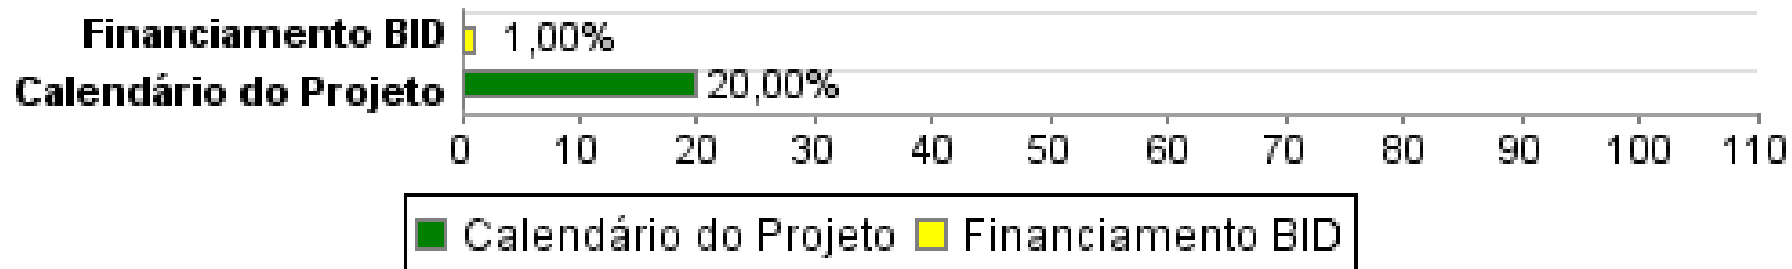 Financiamento BID 1,00%
Calendário do Projeto 20,00%
0 10 20 30 40 50 60 70 80 90 100 110
Calendário do Projeto Financiamento BID